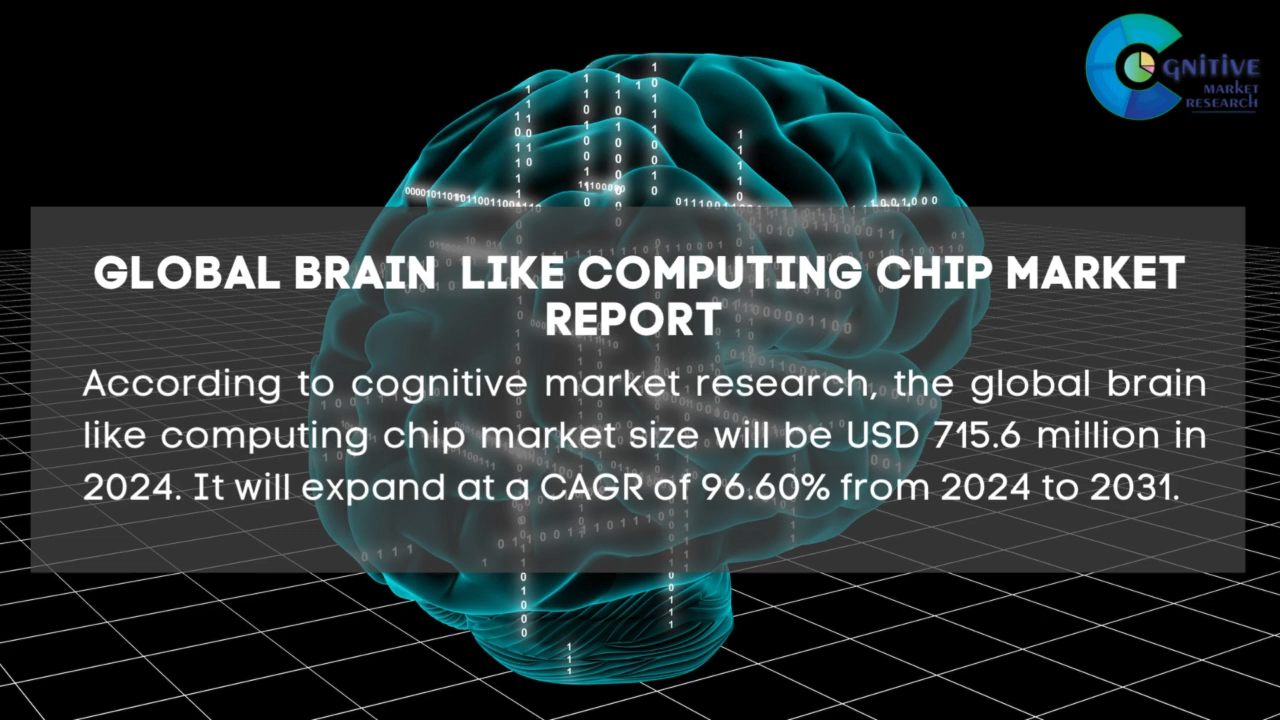 GNITIVE
MARKET
RESEARCH
GLOBAL BRAIN LIKE COMPUTING CHIP MARKET
REPORT
According to cognitive market research, the global brain
like computing chip market size will be USD 715.6 million in
2024. It will expand at a CAGR of 96.60% from 2024 to 2031.